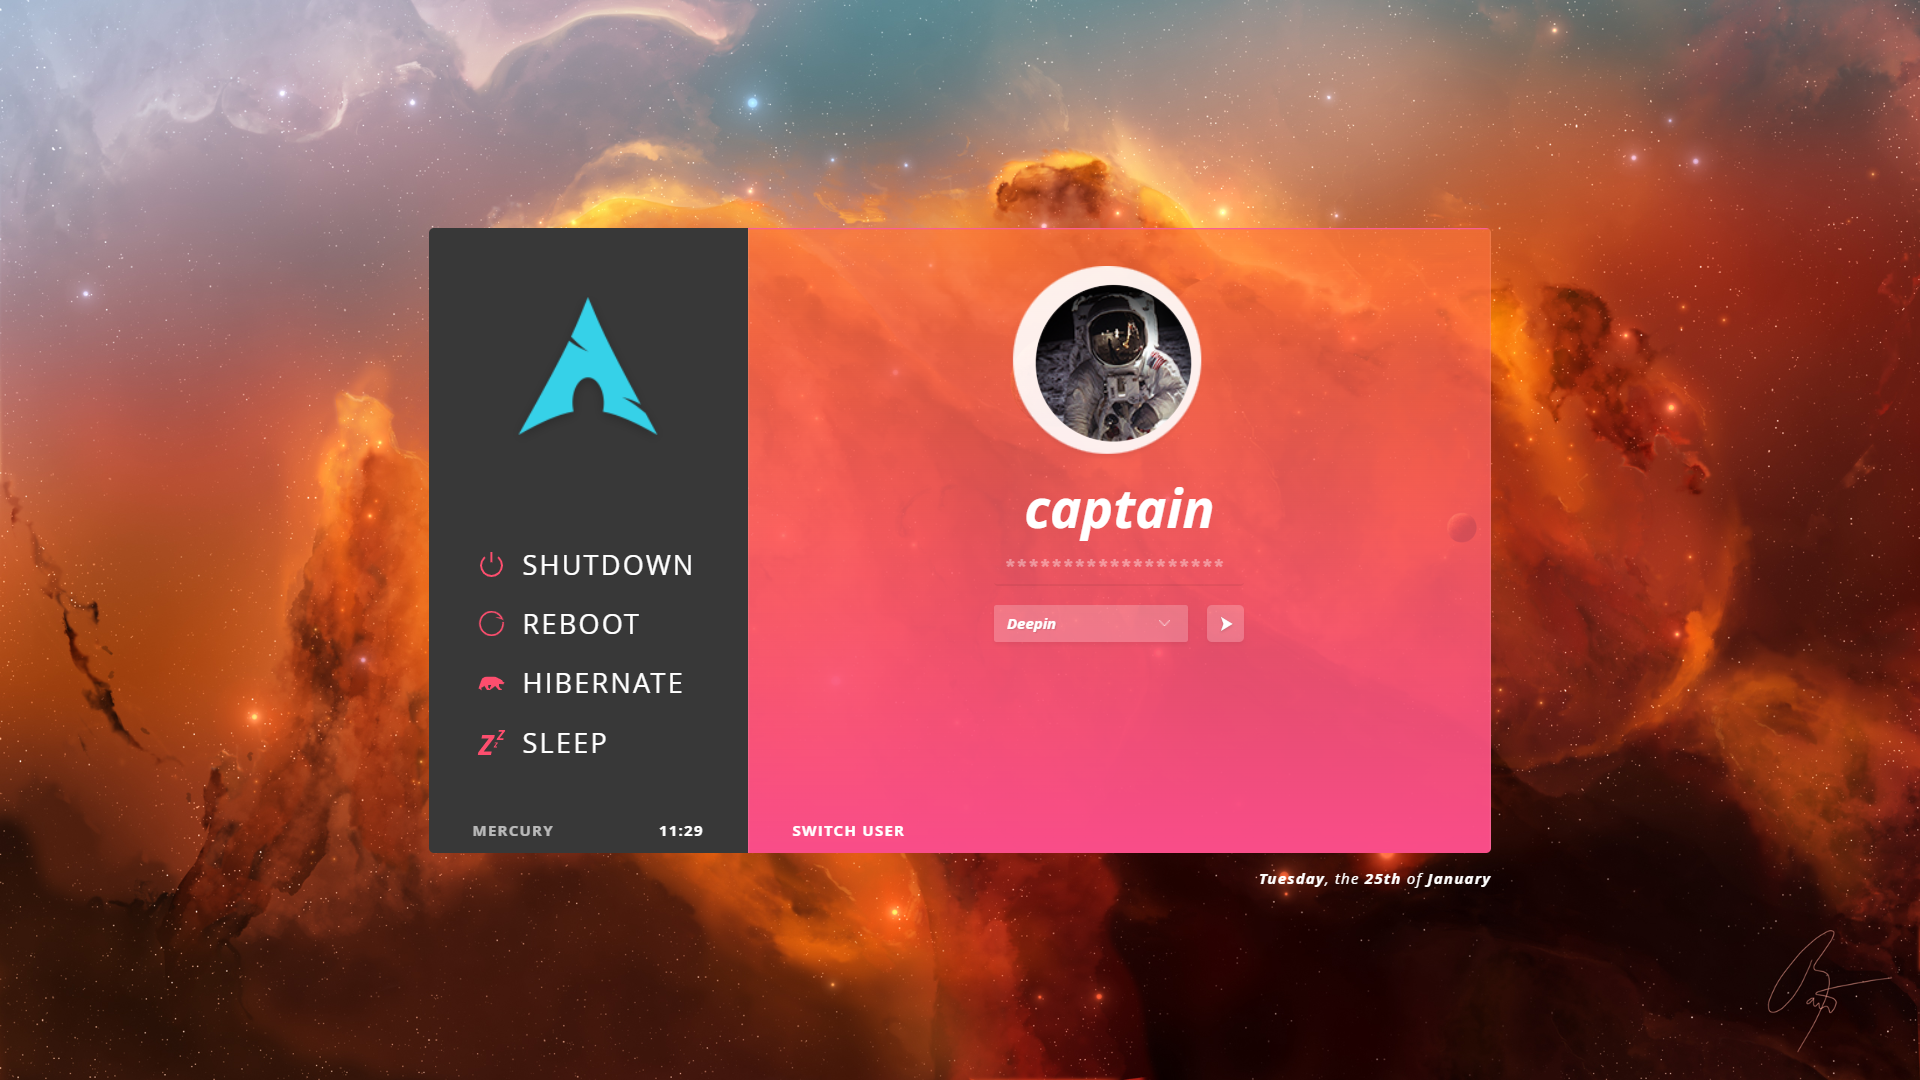 captain
******************
Deepin
SHUTDOWN
REBOOT
HIBERNATE
SLEEP
MERCURY 11:29
SWITCH USER
Tuesday, the 25th of January